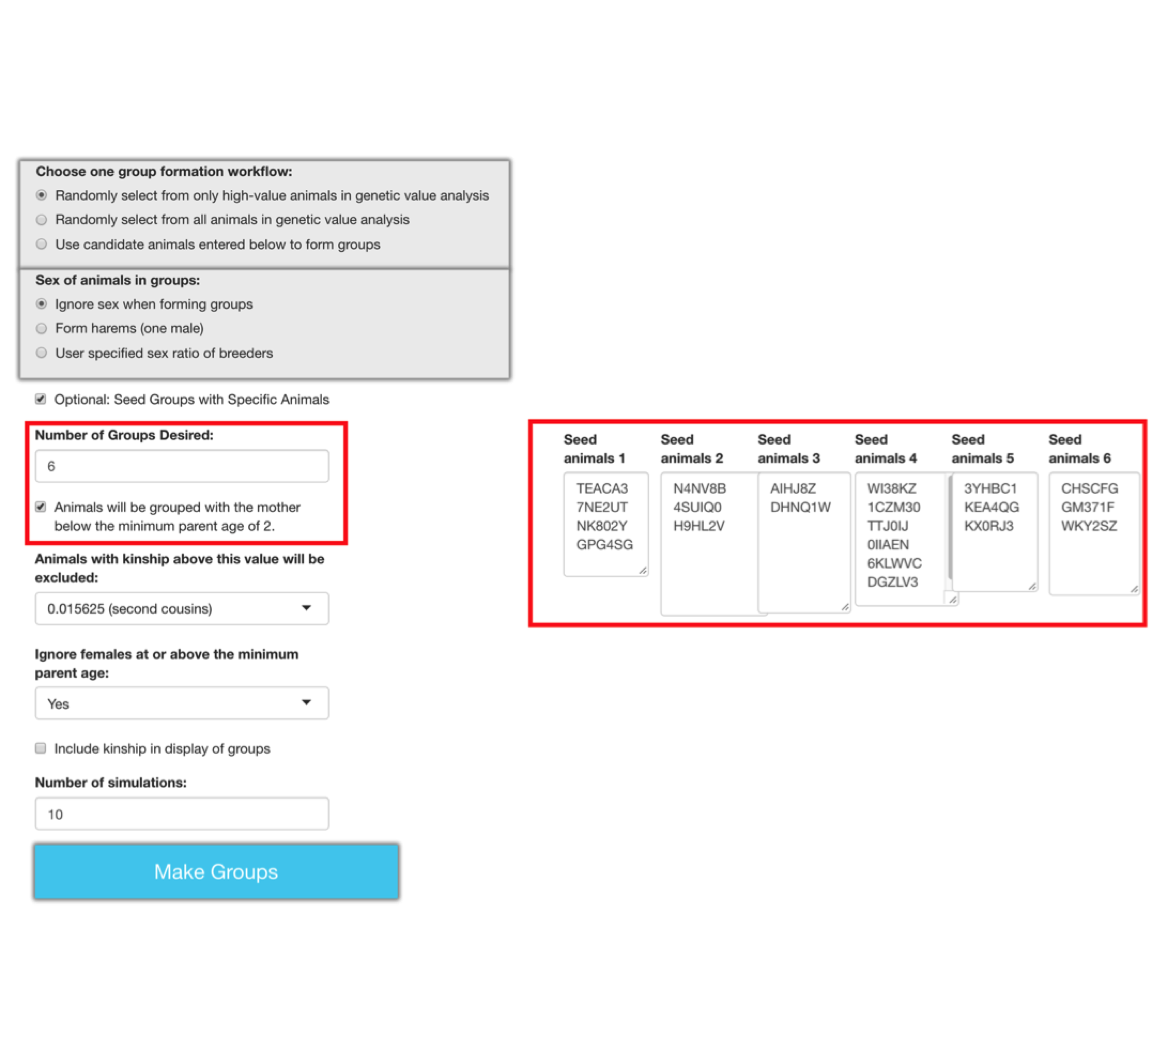 Choose one group formation workflow:
Randomly select from only high-value animals in genetic value analysis
Randomly select from all animals in genetic value analysis
Use candidate animals entered below to form groups
Sex of animals in groups:
Ignore sex when forming groups
Form harems (one male)
User specified sex ratio of breeders
Optional: Seed Groups with Specific Animals
Number of Groups Desired:
6
Animals will be grouped with the mother
below the minimum parent age of 2.
Animals with kinship above this value will be
excluded:
0.015625 (second cousins)
Ignore females at or above the minimum
parent age:
Yes
Include kinship in display of groups
Number of simulations:
10
Make Groups
Seed
animals 1
TEACA3
7NE2UT
NK802Y
GPG4SG
Seed
animals 2
N4NV8B
4SUIQ0
H9HL2V
Seed
animals 3
AIHJ8Z
DHNQ1W
Seed
animals 4
WI38KZ
1CZM30
TTJ0IJ
0IIAEN
6KLWVC
DGZLV3
Seed
animals 5
3YHBC1
KEA4QG
KX0RJ3
Seed
animals 6
CHSCFG
GM371F
WKY2SZ